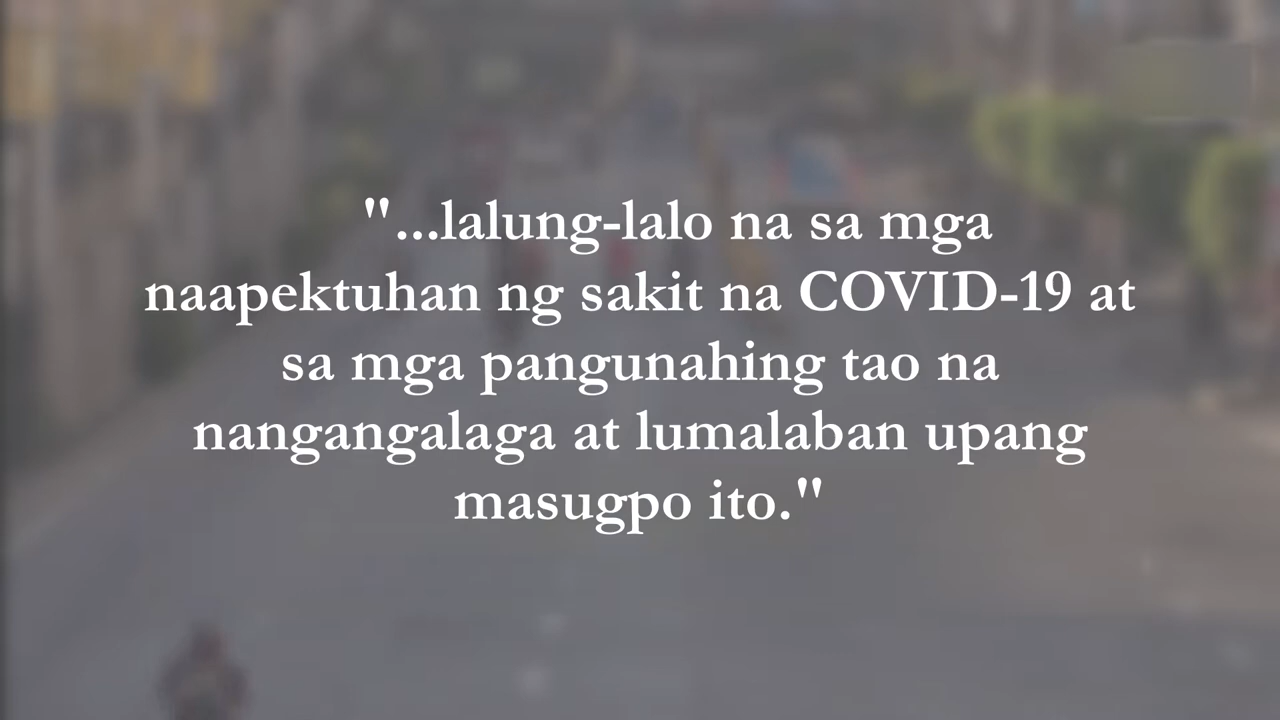 "...lalung-lalo na sa mga
naapektuhan ng sakit na COVID-19 at
sa mga pangunahing tao na
nangangalaga at lumalaban upang
masugpo ito."